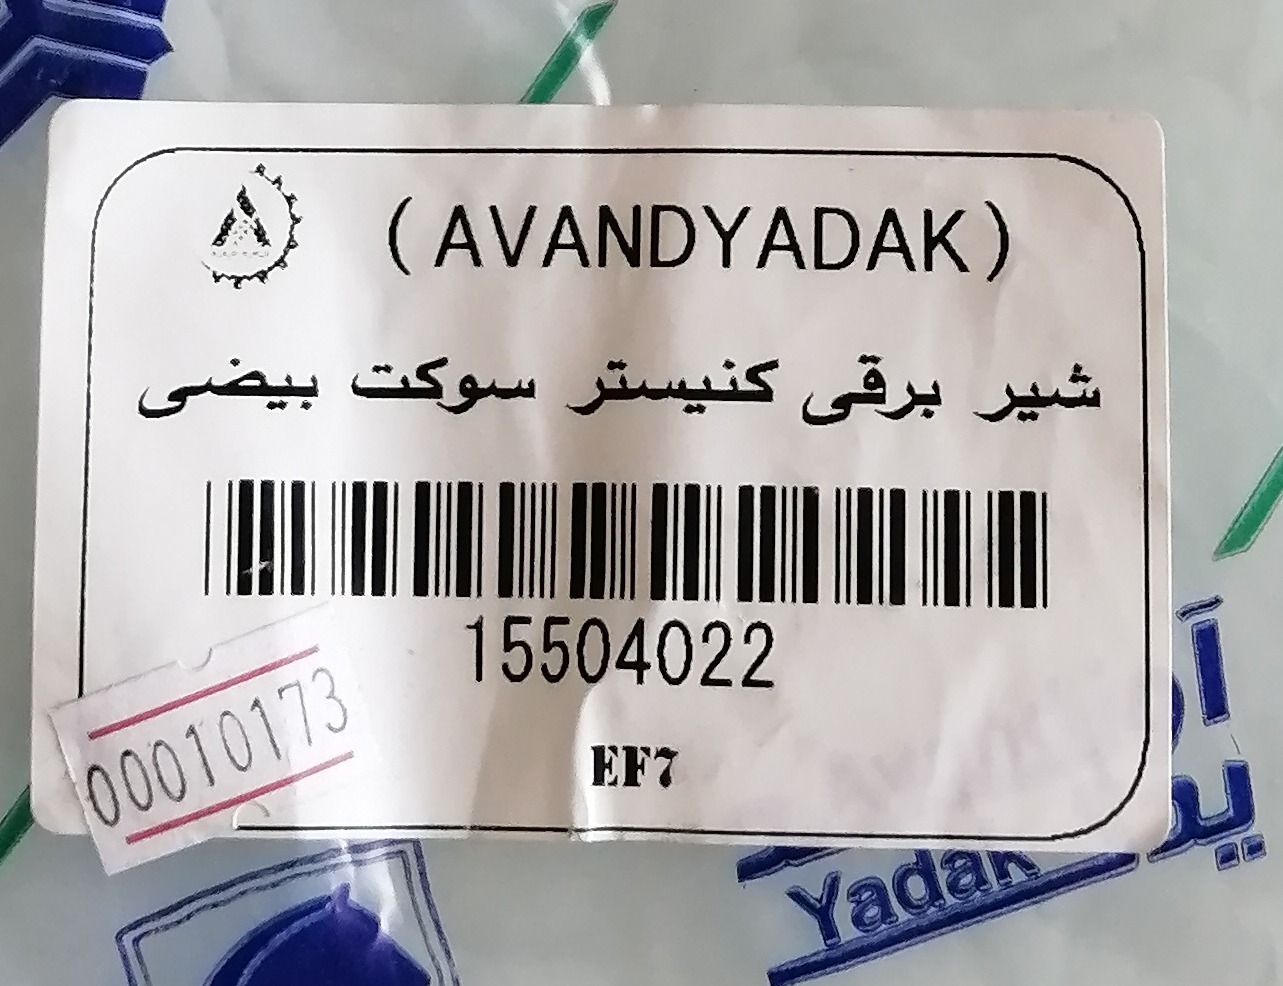 (AVANDYADAK)
شیر برقی کنیستر سوکت بیضی
15504022
00010173
EF7
Yadak